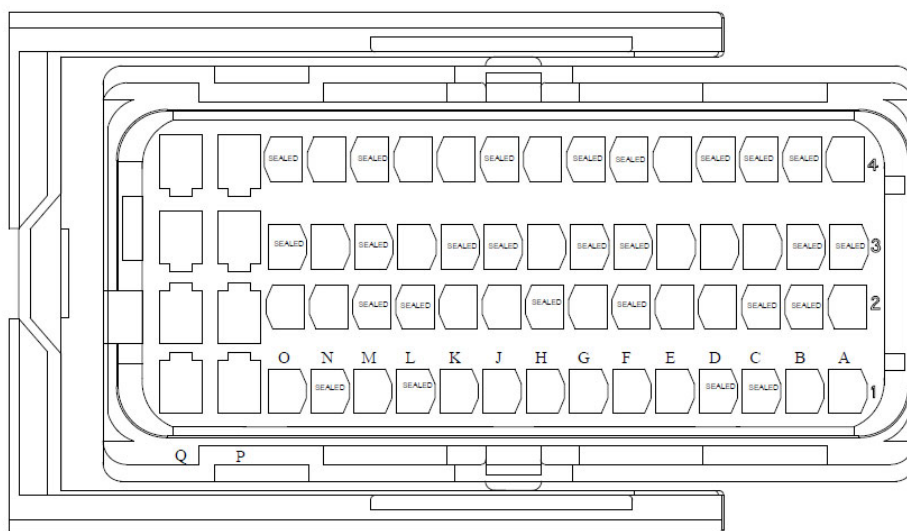 SEALED SEALED SEALED SEALED SEALED SEALED SEALED SEALED 4
SEALED SEALED SEALED SEALED SEALED SEALED SEALED SEALED 3
SEALED SEALED SEALED SEALED SEALED SEALED 2
O N M L K J H G F E D C B A
SEALED SEALED SEALED SEALED 1
Q P